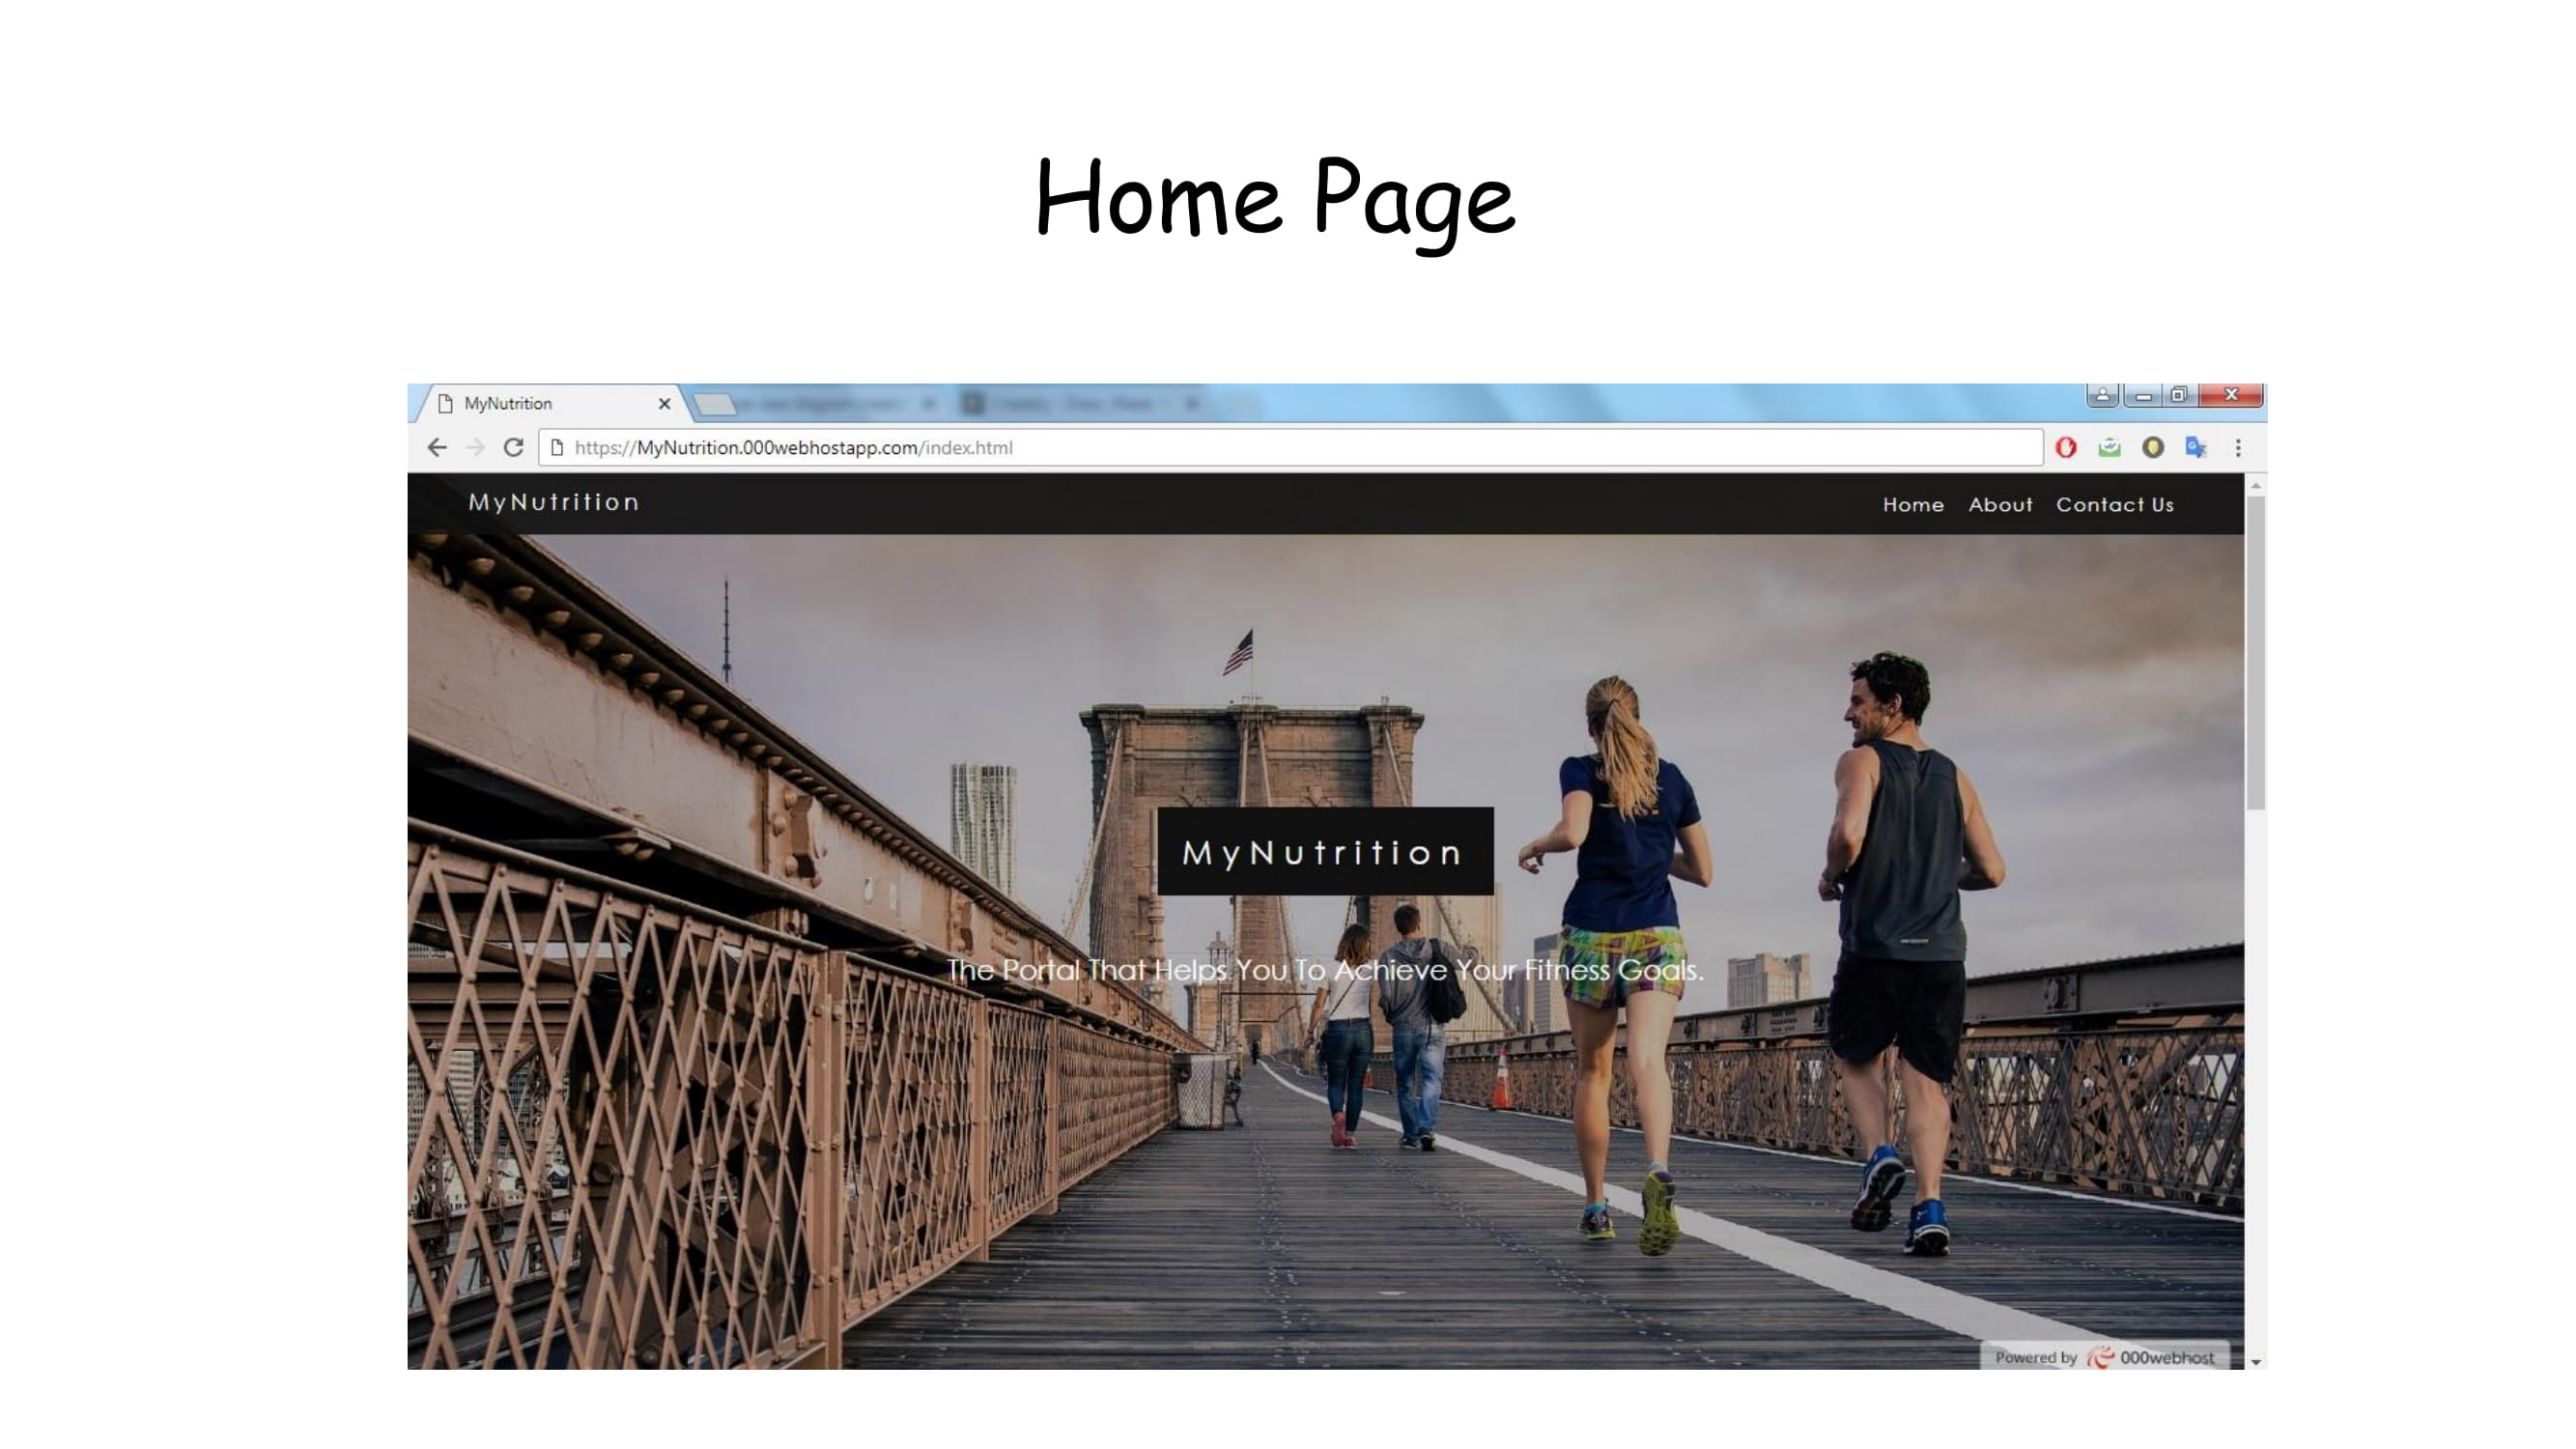 Home Page
MyNutrition
https://MyNutrition.000webhostapp.com/index.html
MyNutrition
Home About Contact Us
MyNutrition
The Portal That Helps You To Achieve Your Fitness Goals.
Powered by 000webhost